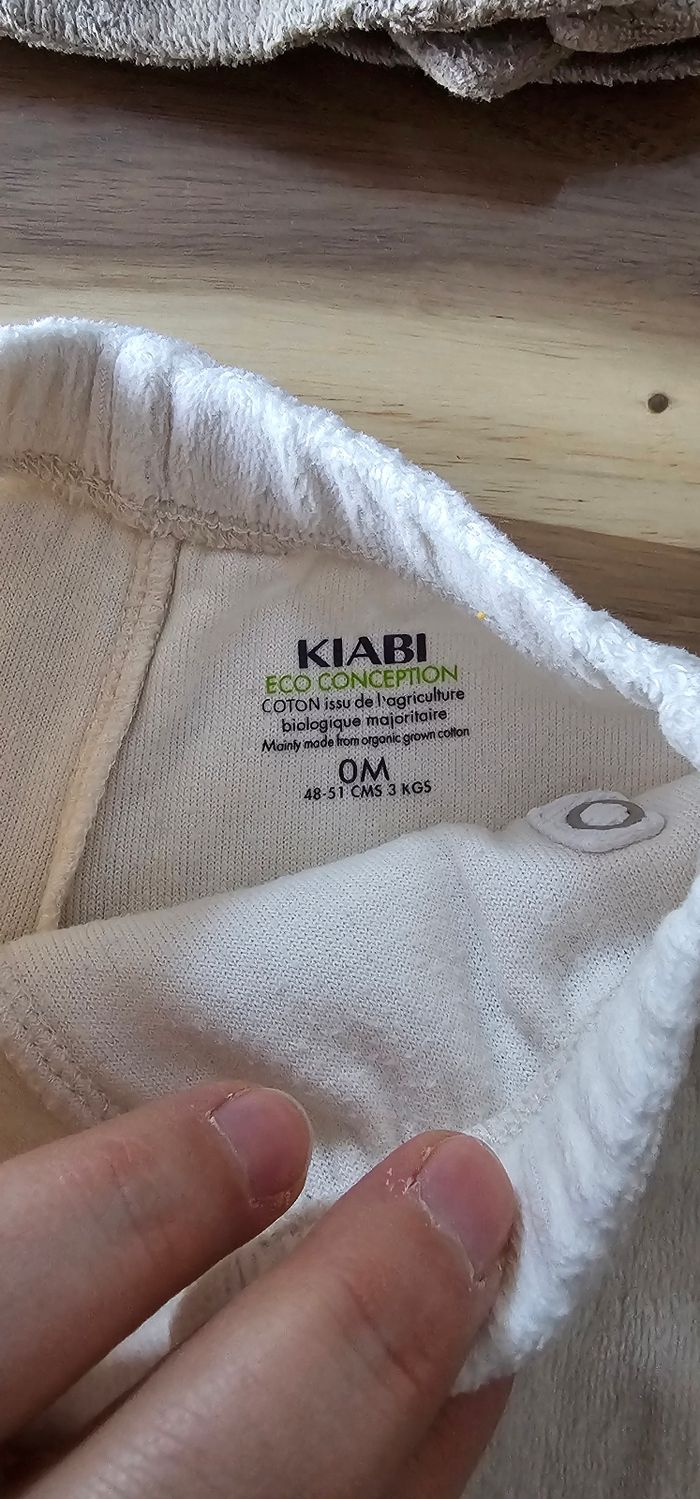 KIABI
ECO CONCEPTION
COTON issu de l'agriculture
biologique majoritaire
Mainly made from organic grown cotton
0M
48-51 CMS 3 KGS